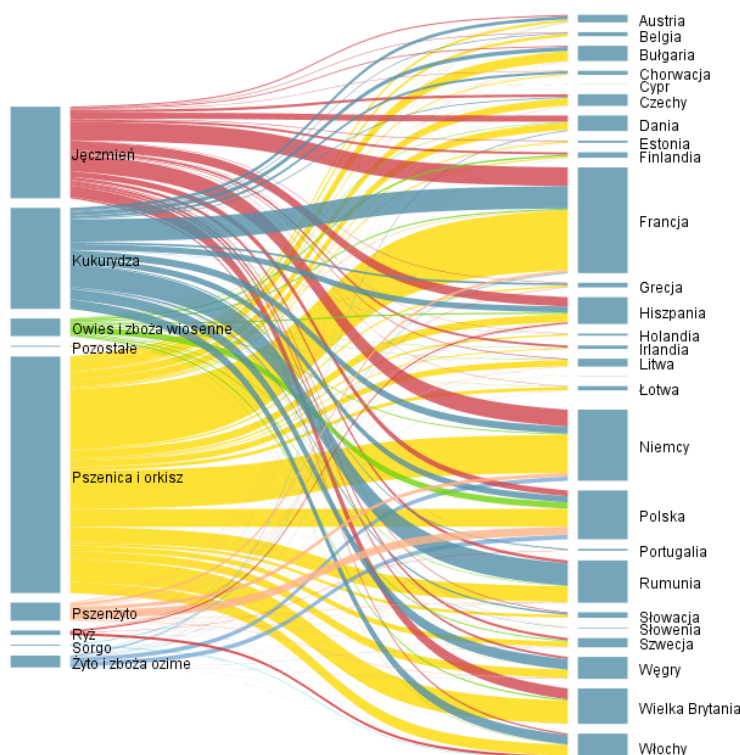 Jęczmień
Kukurydza
Owies i zboża wiosenne
Pozostałe
Pszenica i orkisz
Pszenżyto
Ryż
Sorgo
Żyto i zboża ozime
Austria
Belgia
Bułgaria
Chorwacja
Cypr
Czechy
Dania
Estonia
Finlandia
Francja
Grecja
Hiszpania
Holandia
Irlandia
Litwa
Łotwa
Niemcy
Polska
Portugalia
Rumunia
Słowacja
Słowenia
Szwecja
Węgry
Wielka Brytania
Włochy